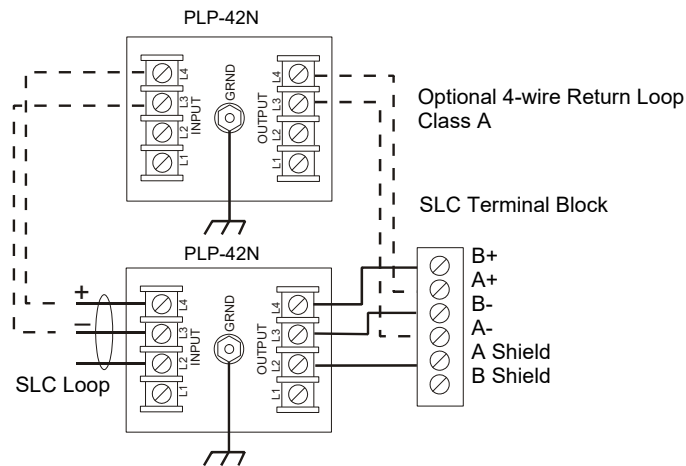 PLP-42N
L4
L3
L2
L1
INPUT
GRND
OUTPUT
L4
L3
L2
L1
Optional 4-wire Return Loop
Class A
SLC Terminal Block
PLP-42N
+
–
SLC Loop
L4
L3
L2
L1
INPUT
GRND
OUTPUT
L4
L3
L2
L1
B+
A+
B-
A-
A Shield
B Shield